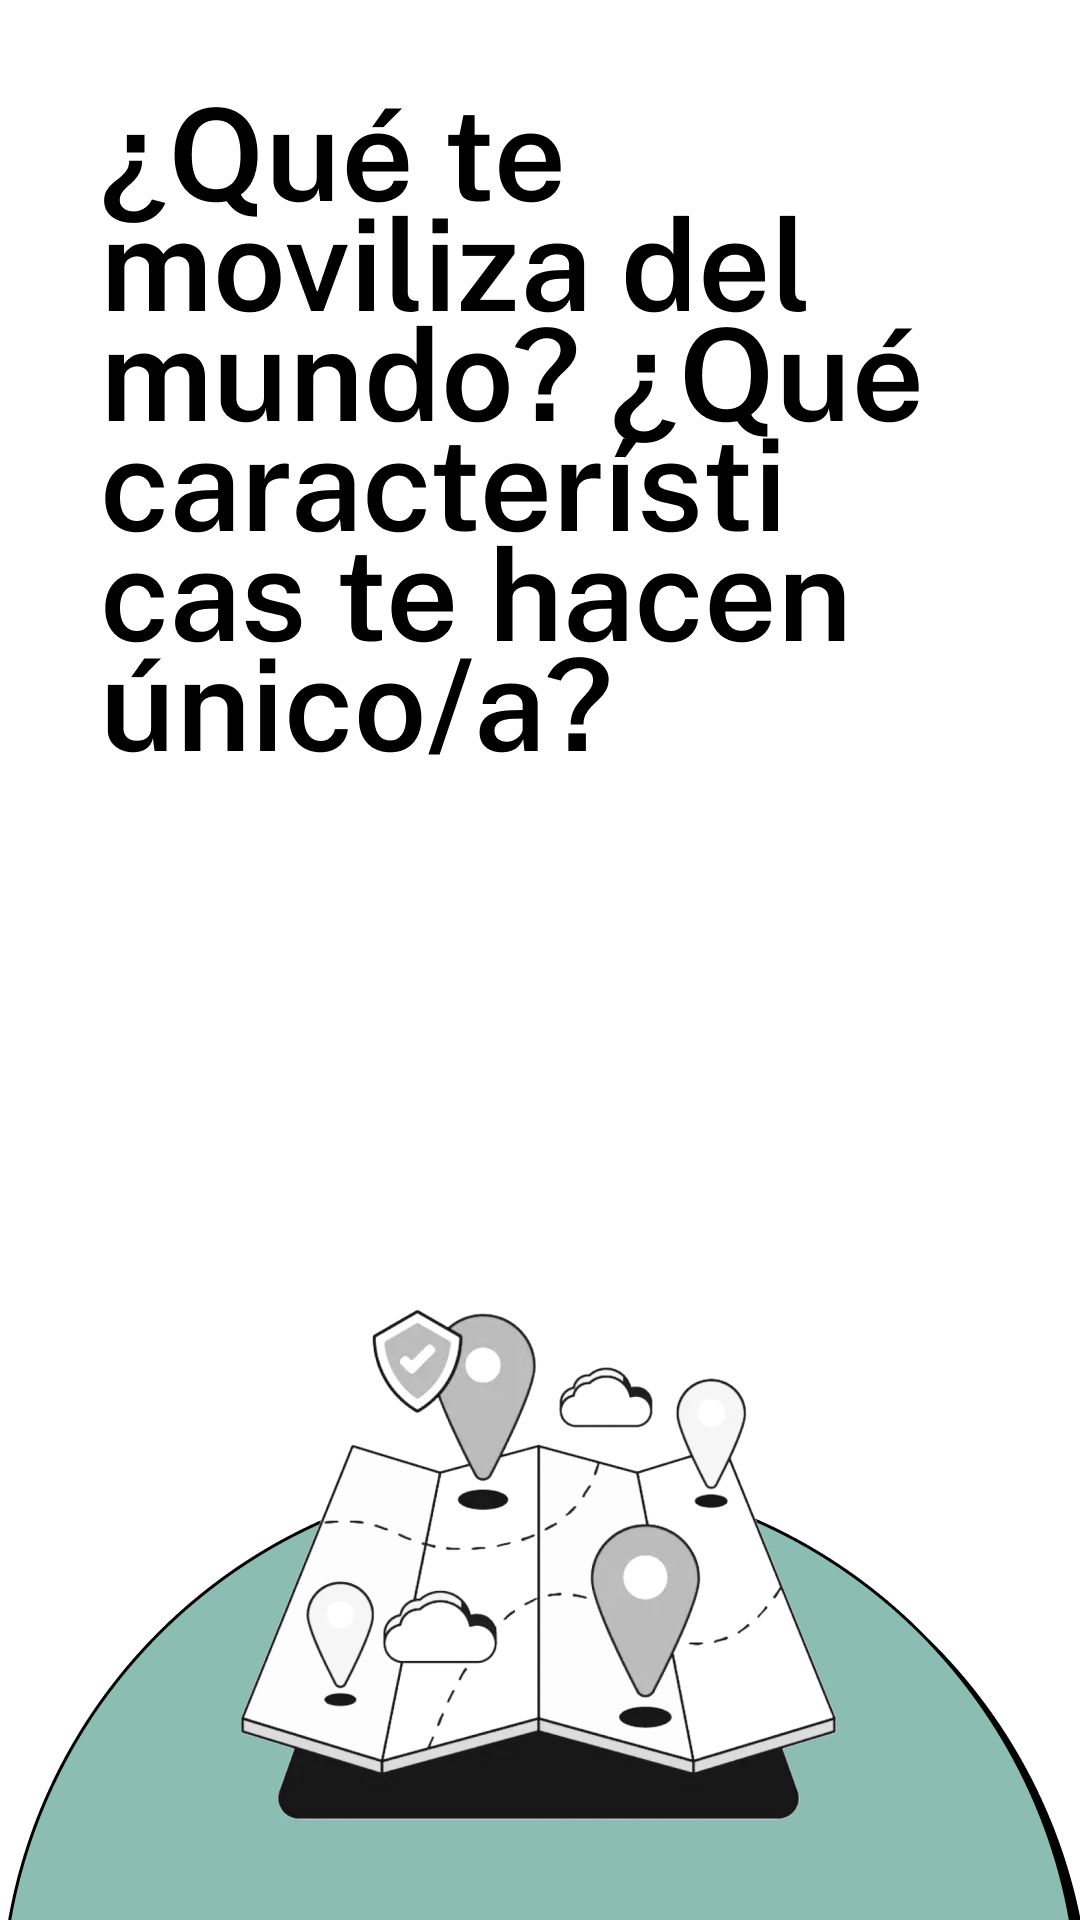 ¿Qué te
moviliza del
mundo? ¿Qué
característi
cas te hacen
único/a?